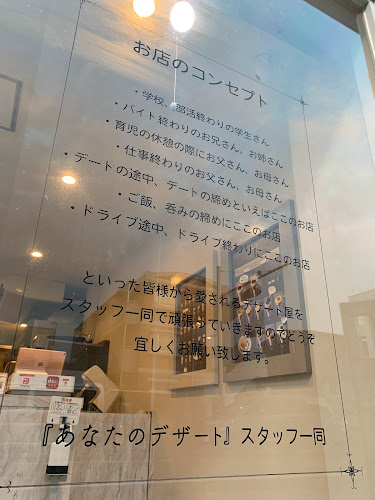 お店のコンセプト
・学校、部活終わりの学生さん
・バイト終わりのお兄さん、お姉さん
・育児の休憩の際にお父さん、お母さん
・仕事終わりのお父さん、お母さん
・デートの途中、デートの締めといえばここのお店
・ご飯、呑みの締めにここのお店
・ドライブ途中、ドライブ終わりにここのお店
といった皆様から愛されるデザート屋を
スタッフ一同で頑張っていきますのでどうぞ
宜しくお願い致します。
『あなたのデザート』スタッフ一同